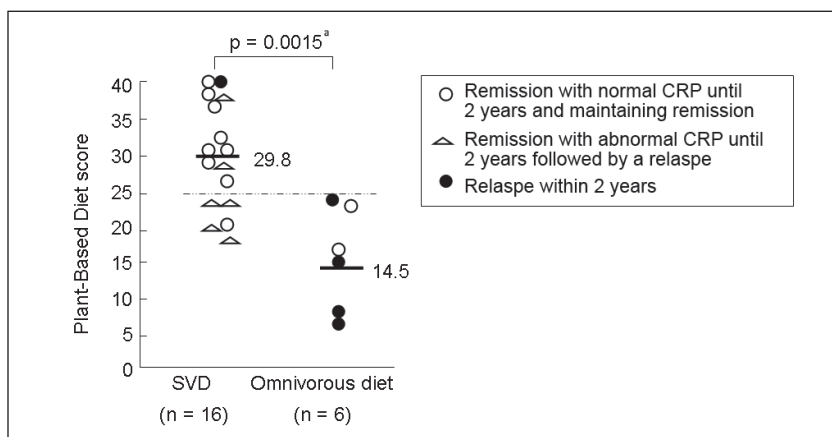 p = 0.0015ᵃ
Plant-Based Diet score
40
35
30
25
20
15
10
5
0
29.8
14.5
SVD
(n = 16)
Omnivorous diet
(n = 6)
Remission with normal CRP until
2 years and maintaining remission
Remission with abnormal CRP until
2 years followed by a relaspe
Relaspe within 2 years